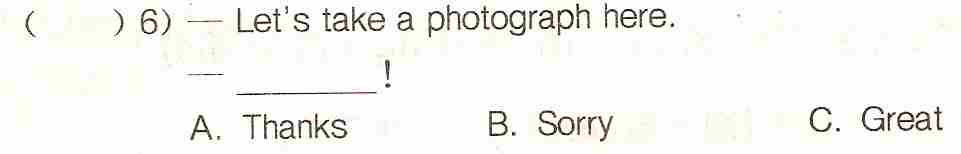 (    ) 6) — Let's take a photograph here.
— ________!
A. Thanks    B. Sorry    C. Great